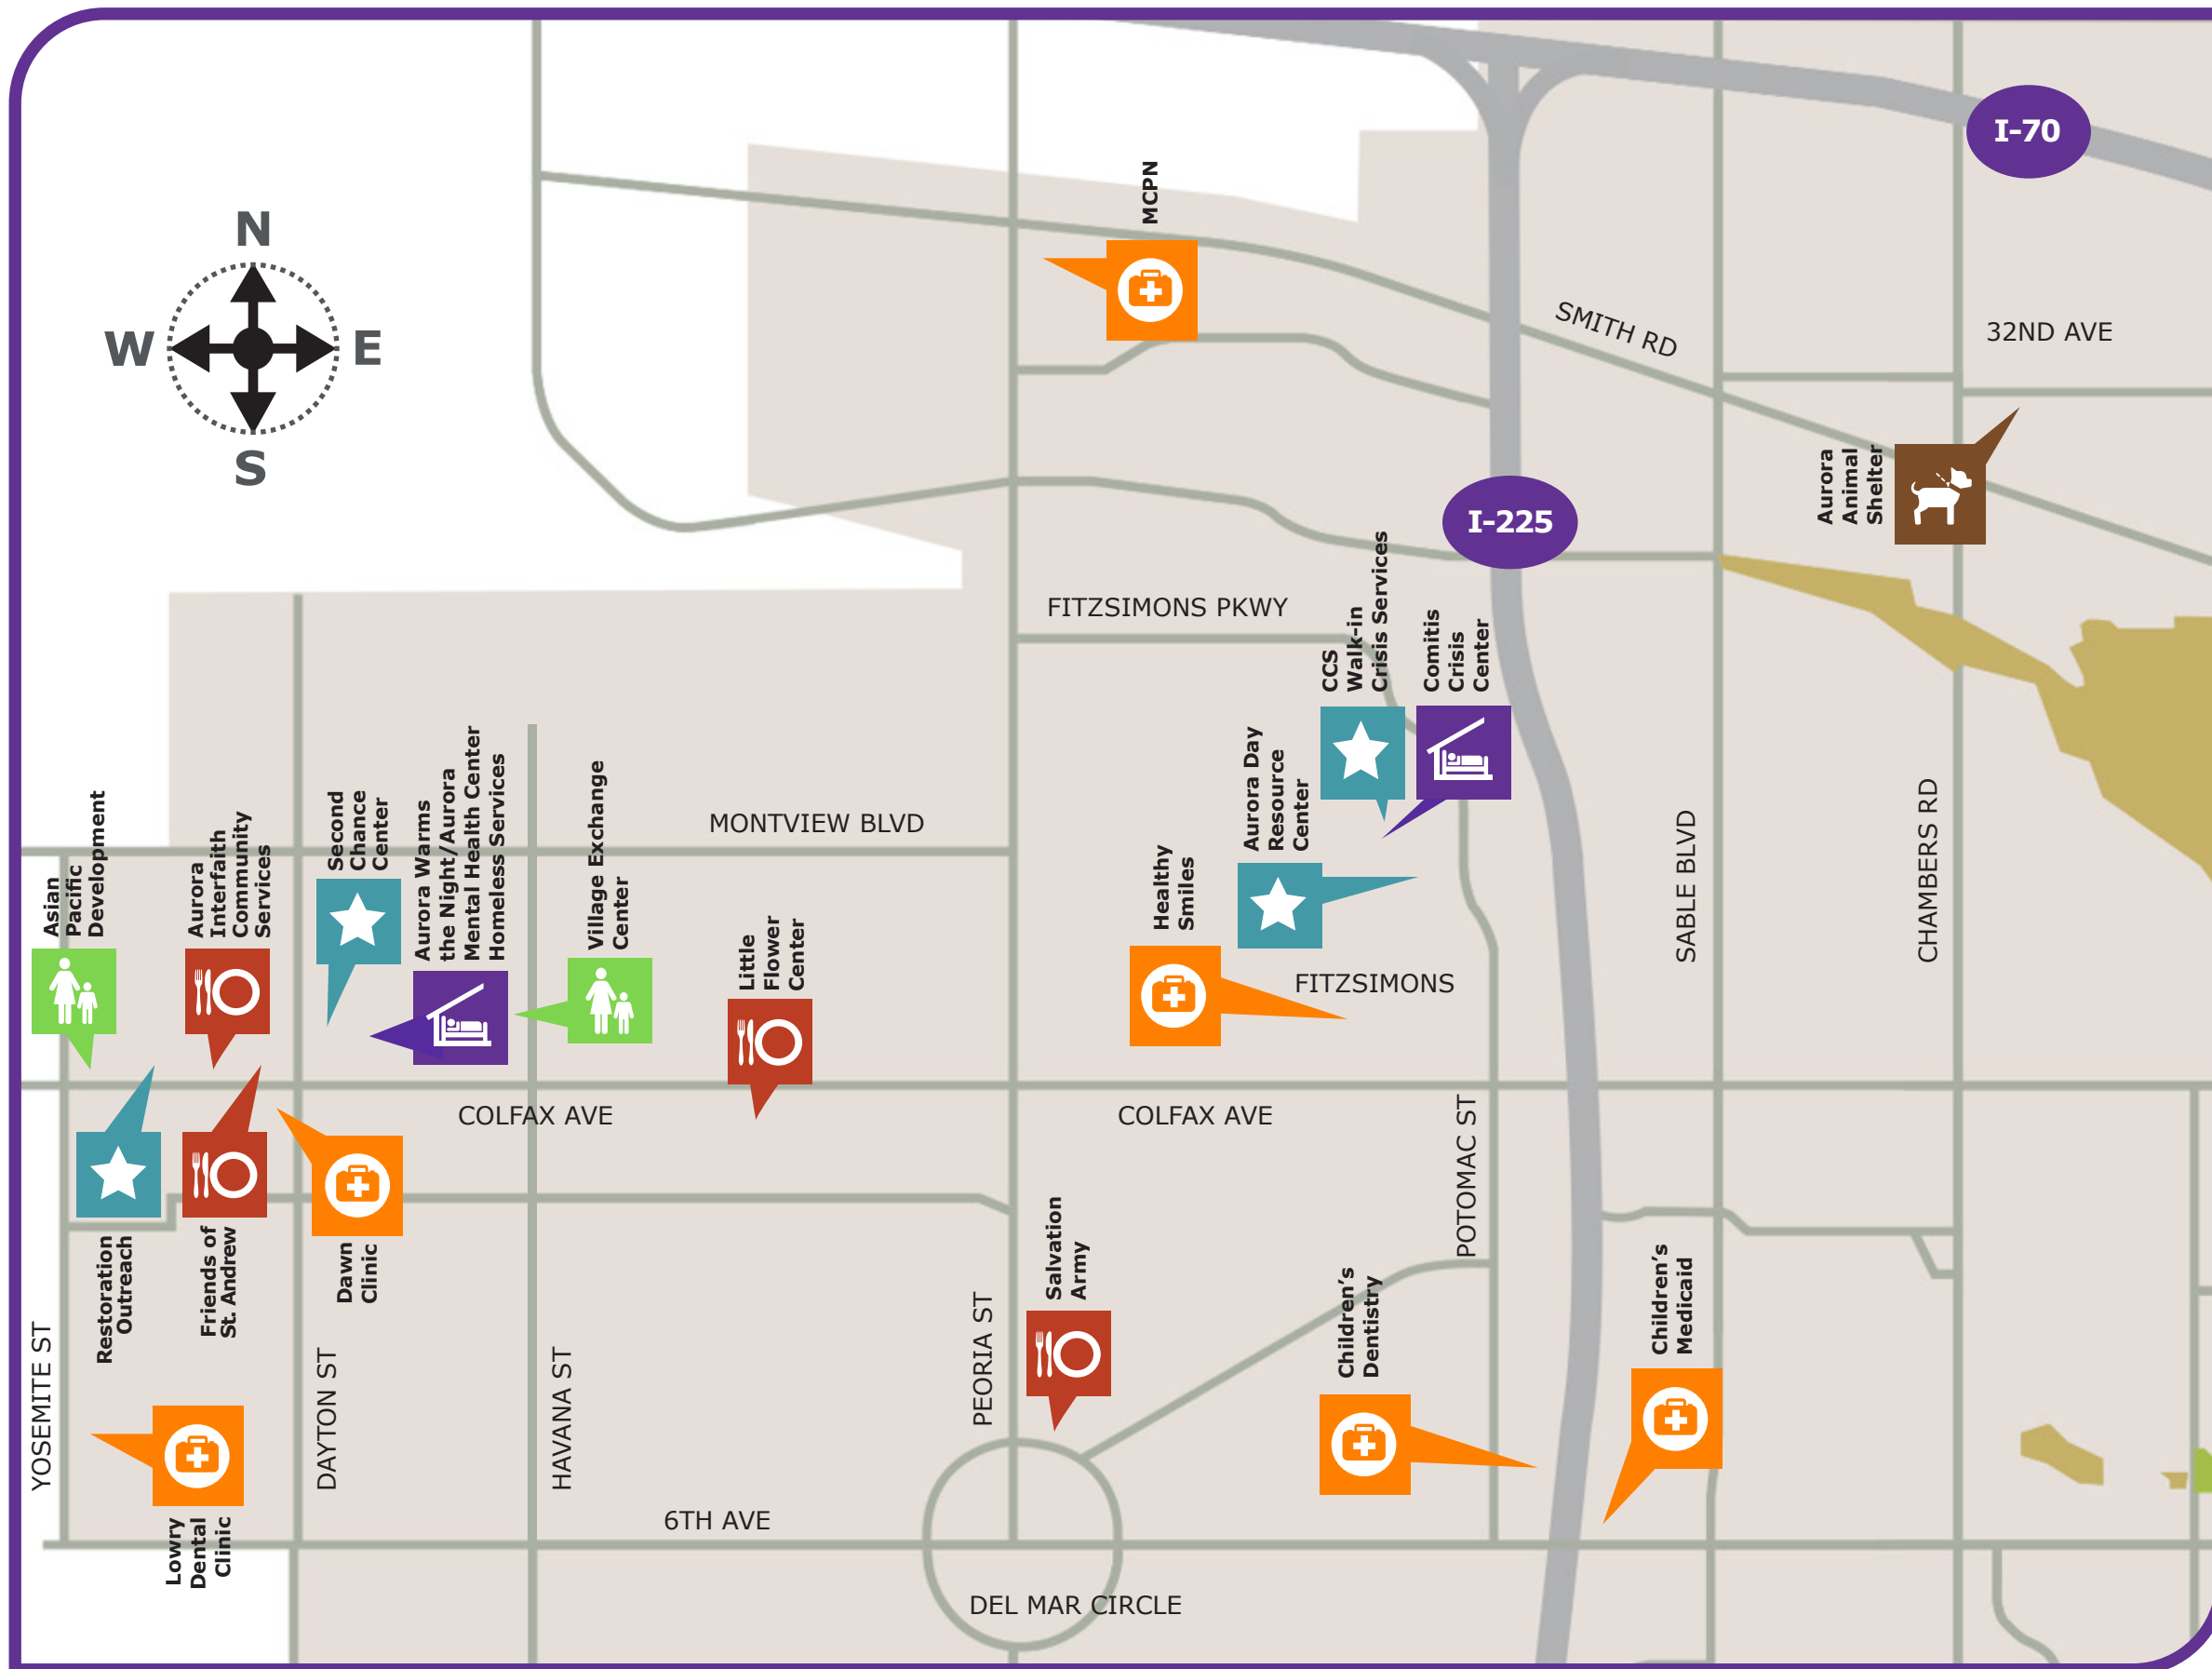 I-70
MCPN
N
W
E
S
SMITH RD
32ND AVE
Aurora
Animal
Shelter
I-225
FITZSIMONS PKWY
CCS
Walk-in
Crisis Services
Comitis
Crisis
Center
Aurora Day
Resource
Center
MONTVIEW BLVD
Asian
Pacific
Development
Aurora
Interfaith
Community
Services
Second
Chance
Center
Aurora Warms
the Night/Aurora
Mental Health Center
Homeless Services
Village Exchange
Center
Little
Flower
Center
Healthy
Smiles
FITZSIMONS
SABLE BLVD
CHAMBERS RD
COLFAX AVE
COLFAX AVE
POTOMAC ST
Restoration
Outreach
Friends of
St. Andrew
Dawn
Clinic
Salvation
Army
Children’s
Dentistry
Children’s
Medicaid
YOSEMITE ST
DAYTON ST
HAVANA ST
PEORIA ST
Lowry
Dental
Clinic
6TH AVE
DEL MAR CIRCLE